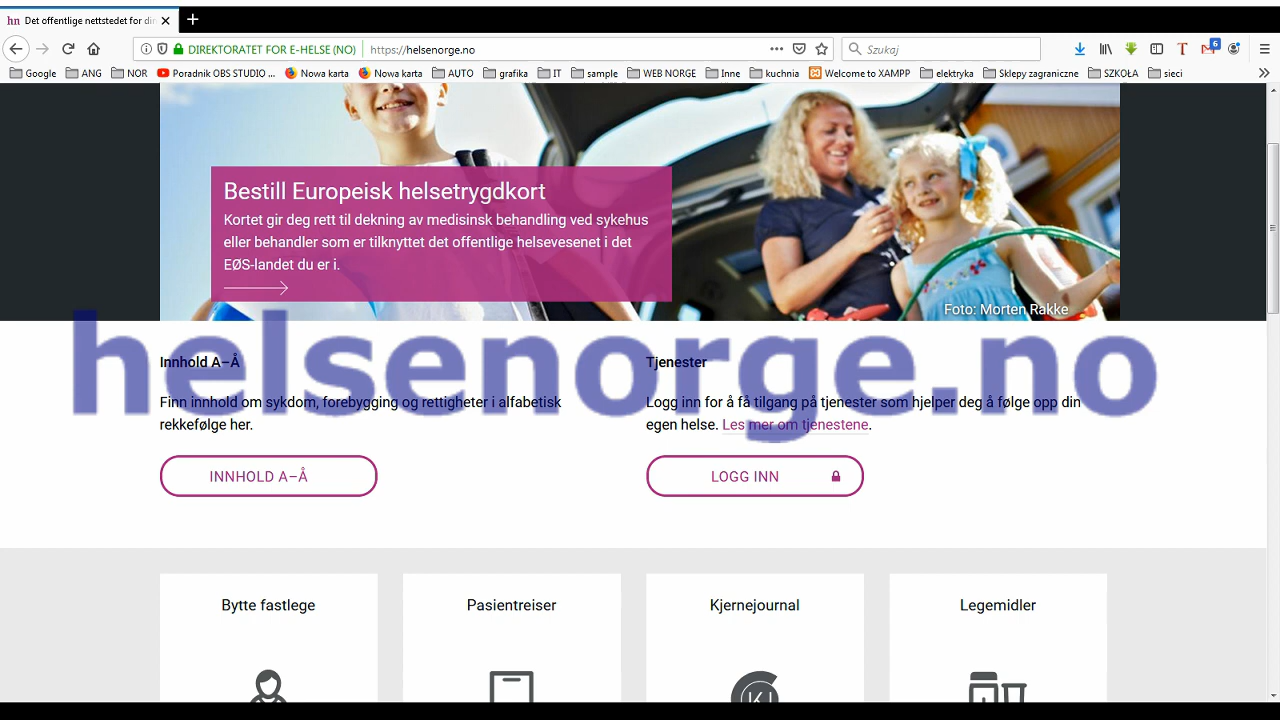 hn Det offentlige nettstedet for din
DIREKTORATET FOR E-HELSE (NO)
https://helsenorge.no
Szukaj
6
Google
ANG
NOR
Poradnik OBS STUDIO ...
Nowa karta
Nowa karta
AUTO
grafika
IT
sample
WEB NORGE
Inne
kuchnia
Welcome to XAMPP
elektryka
Sklepy zagraniczne
SZKOŁA
sieci
Bestill Europeisk helsetrygdkort
Kortet gir deg rett til dekning av medisinsk behandling ved sykehus
eller behandler som er tilknyttet det offentlige helsevesenet i det
EØS-landet du er i.
Foto: Morten Rakke
helsenorge.no
Innhold A–Å
Finn innhold om sykdom, forebygging og rettigheter i alfabetisk
rekkefølge her.
INNHOLD A–Å
Tjenester
Logg inn for å få tilgang på tjenester som hjelper deg å følge opp din
egen helse. Les mer om tjenestene.
LOGG INN
Bytte fastlege
Pasientreiser
Kjernejournal
Legemidler